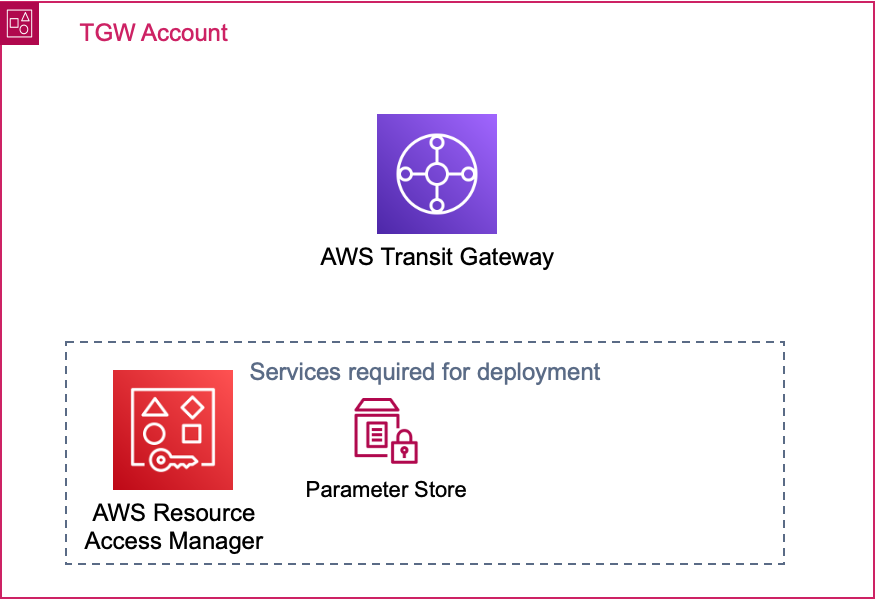 TGW Account
AWS Transit Gateway
Services required for deployment
Parameter Store
AWS Resource
Access Manager